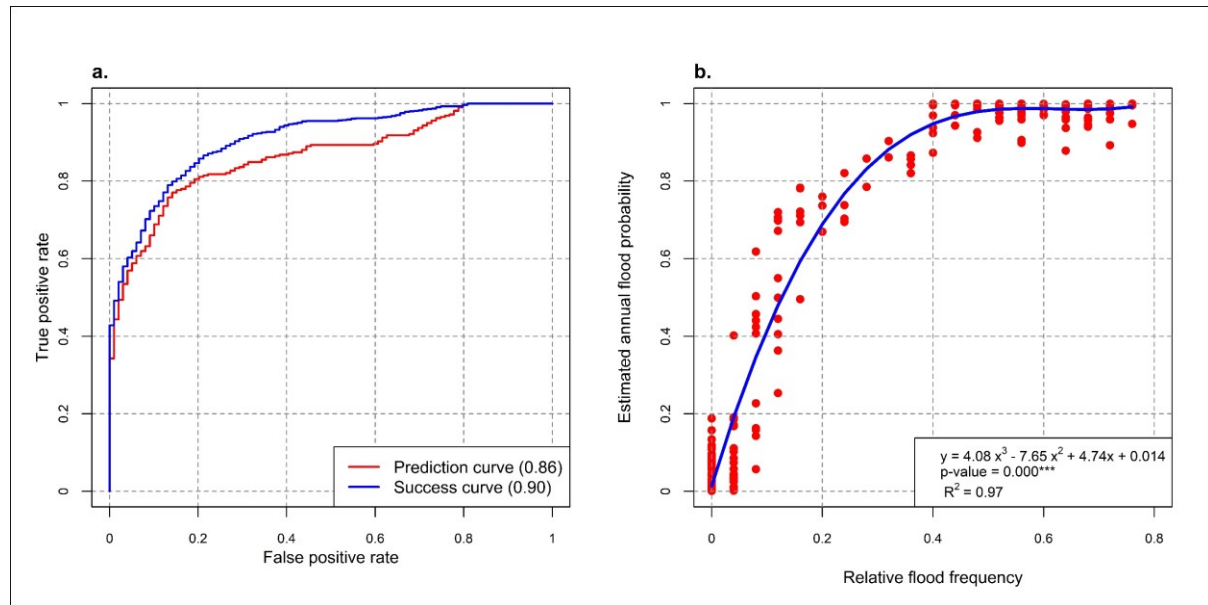 a.
True positive rate
1
0.8
0.6
0.4
0.2
0
Prediction curve (0.86)
Success curve (0.90)
0 0.2 0.4 0.6 0.8 1
False positive rate
b.
Estimated annual flood probability
1
0.8
0.6
0.4
0.2
0
y = 4.08 x³ - 7.65 x² + 4.74x + 0.014
p-value = 0.000***
R² = 0.97
0 0.2 0.4 0.6 0.8
Relative flood frequency